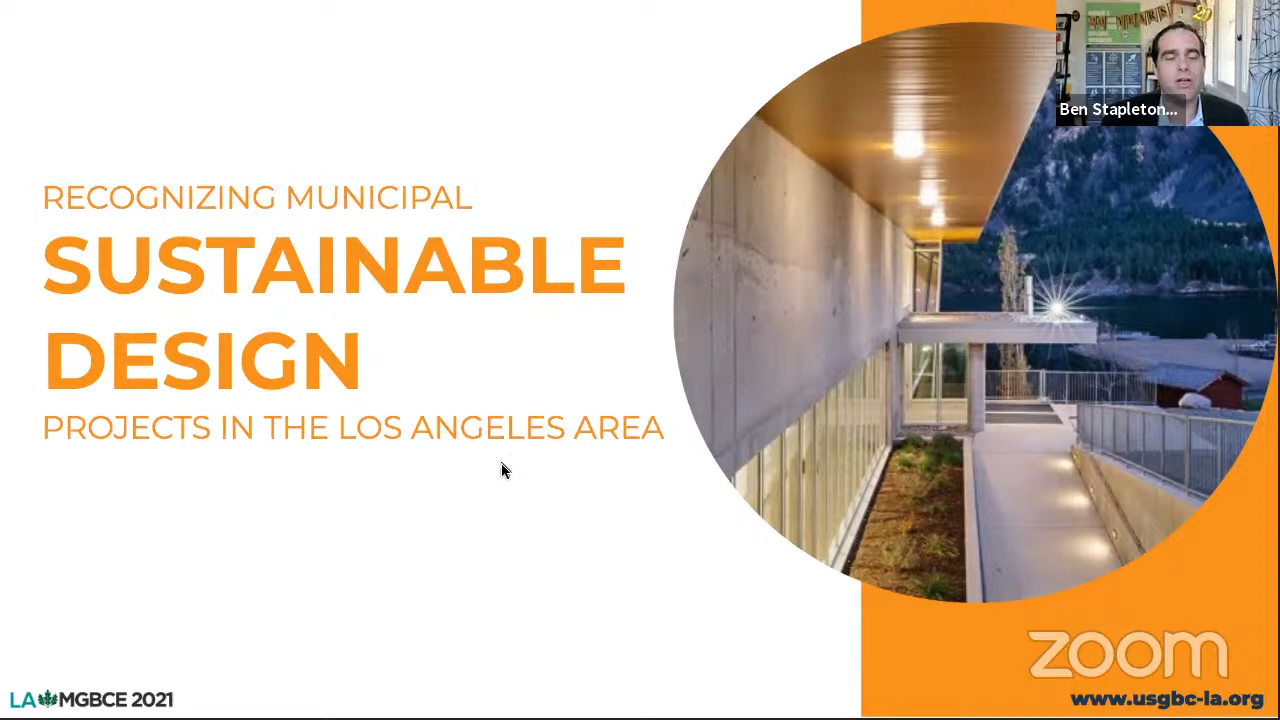 RECOGNIZING MUNICIPAL
SUSTAINABLE
DESIGN
PROJECTS IN THE LOS ANGELES AREA
Ben Stapleton...
zoom
www.usgbc-la.org
LA MGBCE 2021